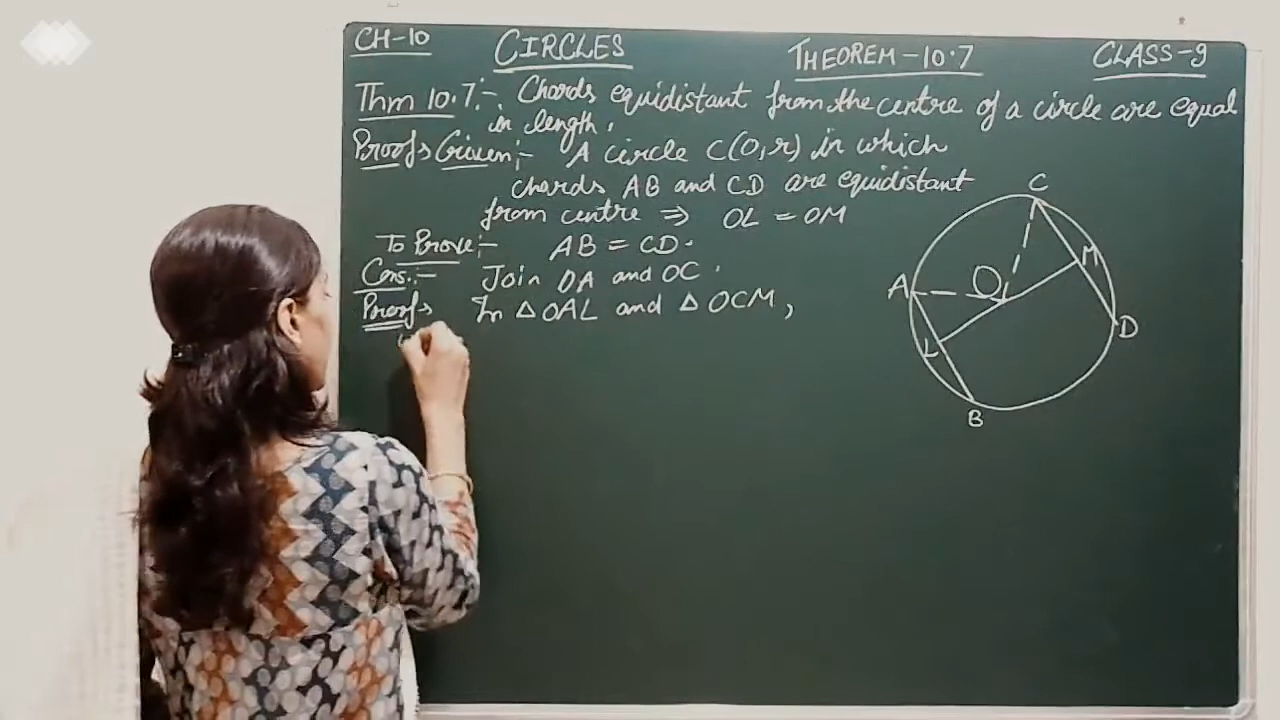 CH-10 CIRCLES THEOREM-10.7 CLASS-9
Thm 10.7:- Chords equidistant from the centre of a circle are equal
in length.
Proof:- Given:- A circle C(O,r) in which
chords AB and CD are equidistant
from centre ⇒ OL = OM
To Prove:- AB = CD.
Cons.:- Join OA and OC.
Proof:- In △OAL and △OCM,
C
M
O
A
D
L
B